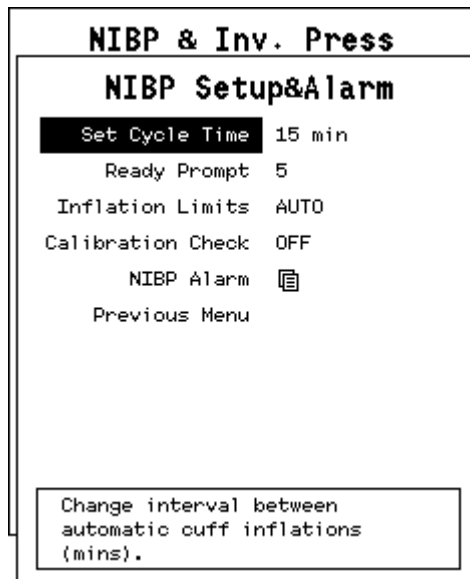 NIBP & Inv. Press
NIBP Setup&Alarm
Set Cycle Time 15 min
Ready Prompt 5
Inflation Limits AUTO
Calibration Check OFF
NIBP Alarm
Previous Menu
Change interval between
automatic cuff inflations
(mins).